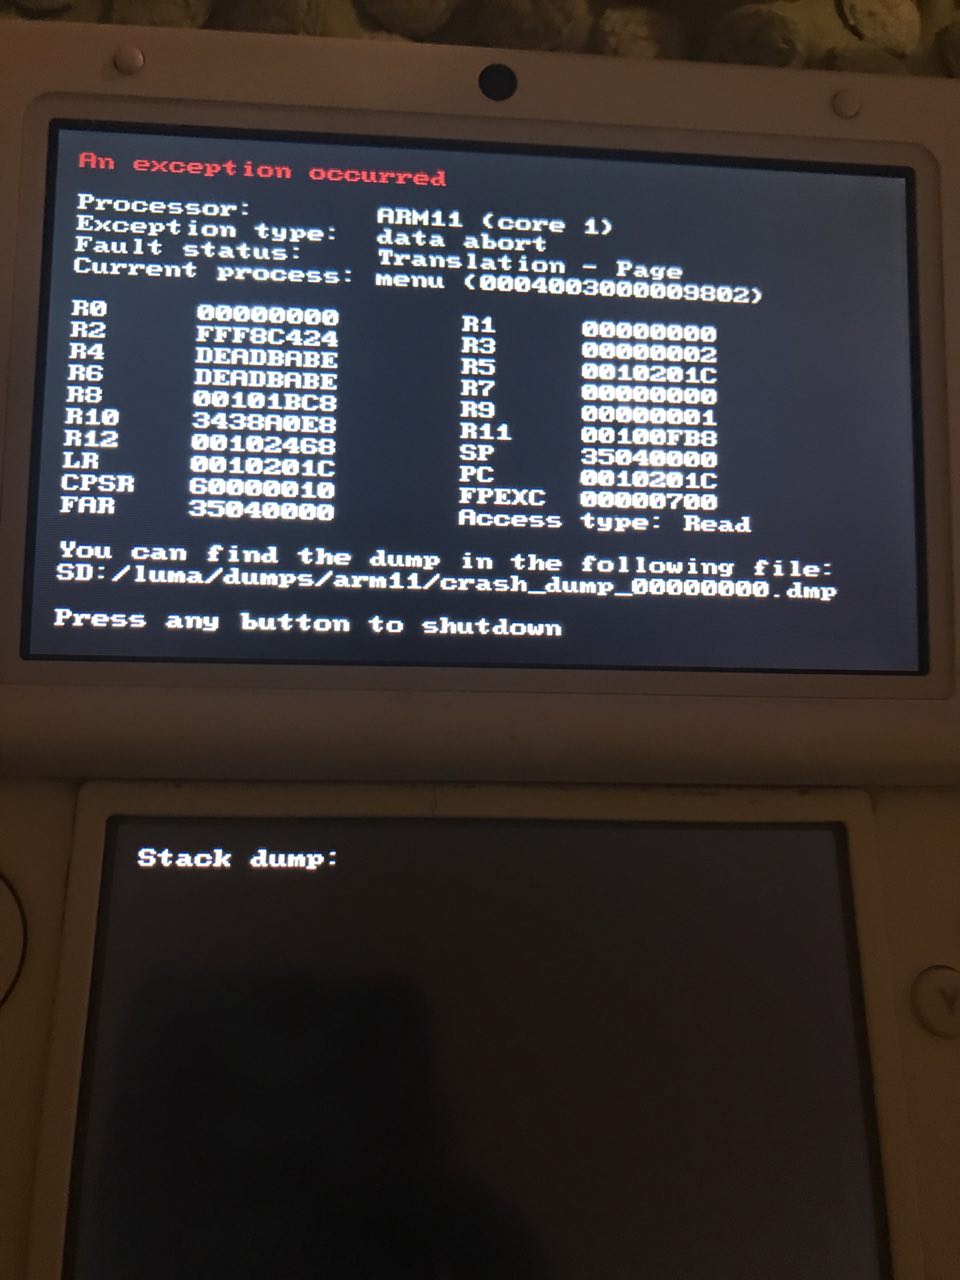 An exception occurred
Processor: ARM11 (core 1)
Exception type: data abort
Fault status: Translation - Page
Current process: menu (0004003000009802)
R0 00000000 R1 00000000
R2 FFF8C424 R3 00000002
R4 DEADBABE R5 0010201C
R6 DEADBABE R7 00000000
R8 00101BC8 R9 00000001
R10 3438A0E8 R11 00100FB8
R12 00102468 SP 35040000
LR 0010201C PC 0010201C
CPSR 60000010 FPEXC 00000700
FAR 35040000 Access type: Read
You can find the dump in the following file:
SD:/luma/dumps/arm11/crash_dump_00000000.dmp
Press any button to shutdown
Stack dump:
Y